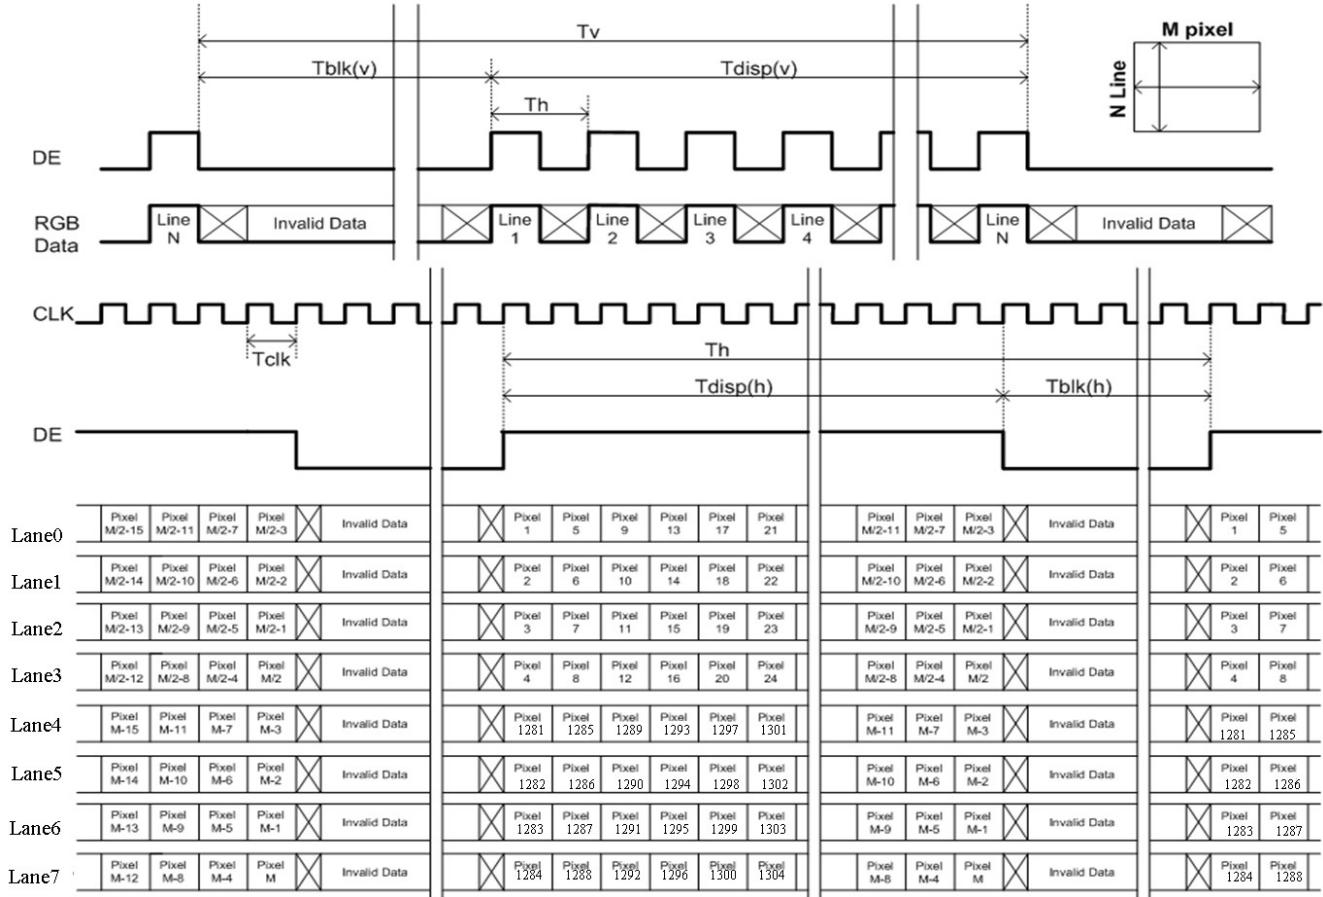 Tv
M pixel
Tblk(v) Tdisp(v)
N Line
Th
DE
RGB Data
Line N Invalid Data Line 1 Line 2 Line 3 Line 4 Line N Invalid Data
CLK
Tclk
Th
Tdisp(h) Tblk(h)
DE
Lane0 Pixel M/2-15 Pixel M/2-11 Pixel M/2-7 Pixel M/2-3 Invalid Data Pixel 1 Pixel 5 Pixel 9 Pixel 13 Pixel 17 Pixel 21 Pixel M/2-11 Pixel M/2-7 Pixel M/2-3 Invalid Data Pixel 1 Pixel 5
Lane1 Pixel M/2-14 Pixel M/2-10 Pixel M/2-6 Pixel M/2-2 Invalid Data Pixel 2 Pixel 6 Pixel 10 Pixel 14 Pixel 18 Pixel 22 Pixel M/2-10 Pixel M/2-6 Pixel M/2-2 Invalid Data Pixel 2 Pixel 6
Lane2 Pixel M/2-13 Pixel M/2-9 Pixel M/2-5 Pixel M/2-1 Invalid Data Pixel 3 Pixel 7 Pixel 11 Pixel 15 Pixel 19 Pixel 23 Pixel M/2-9 Pixel M/2-5 Pixel M/2-1 Invalid Data Pixel 3 Pixel 7
Lane3 Pixel M/2-12 Pixel M/2-8 Pixel M/2-4 Pixel M/2 Invalid Data Pixel 4 Pixel 8 Pixel 12 Pixel 16 Pixel 20 Pixel 24 Pixel M/2-8 Pixel M/2-4 Pixel M/2 Invalid Data Pixel 4 Pixel 8
Lane4 Pixel M-15 Pixel M-11 Pixel M-7 Pixel M-3 Invalid Data Pixel 1281 Pixel 1285 Pixel 1289 Pixel 1293 Pixel 1297 Pixel 1301 Pixel M-11 Pixel M-7 Pixel M-3 Invalid Data Pixel 1281 Pixel 1285
Lane5 Pixel M-14 Pixel M-10 Pixel M-6 Pixel M-2 Invalid Data Pixel 1282 Pixel 1286 Pixel 1290 Pixel 1294 Pixel 1298 Pixel 1302 Pixel M-10 Pixel M-6 Pixel M-2 Invalid Data Pixel 1282 Pixel 1286
Lane6 Pixel M-13 Pixel M-9 Pixel M-5 Pixel M-1 Invalid Data Pixel 1283 Pixel 1287 Pixel 1291 Pixel 1295 Pixel 1299 Pixel 1303 Pixel M-9 Pixel M-5 Pixel M-1 Invalid Data Pixel 1283 Pixel 1287
Lane7 Pixel M-12 Pixel M-8 Pixel M-4 Pixel M Invalid Data Pixel 1284 Pixel 1288 Pixel 1292 Pixel 1296 Pixel 1300 Pixel 1304 Pixel M-8 Pixel M-4 Pixel M Invalid Data Pixel 1284 Pixel 1288